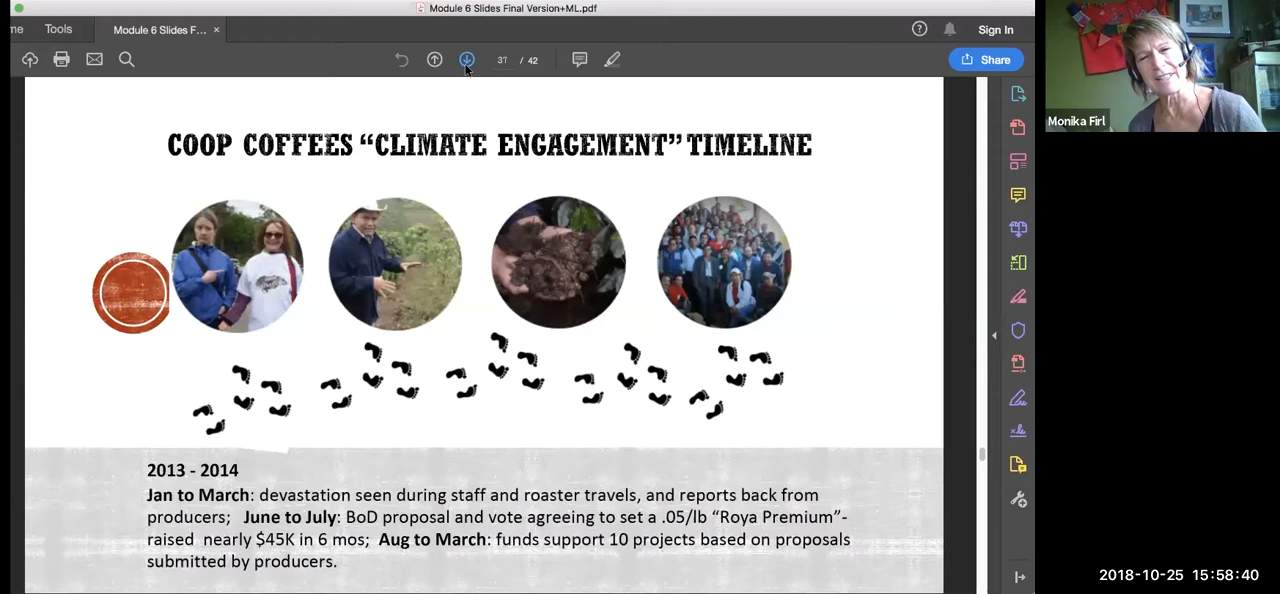 Module 6 Slides Final Version+ML.pdf
me Tools Module 6 Slides F... × Sign In
37 / 42 Share
Monika Firl
COOP COFFEES “CLIMATE ENGAGEMENT” TIMELINE
2013 - 2014
Jan to March: devastation seen during staff and roaster travels, and reports back from
producers; June to July: BoD proposal and vote agreeing to set a .05/lb “Roya Premium”-
raised nearly $45K in 6 mos; Aug to March: funds support 10 projects based on proposals
submitted by producers.
2018-10-25 15:58:40